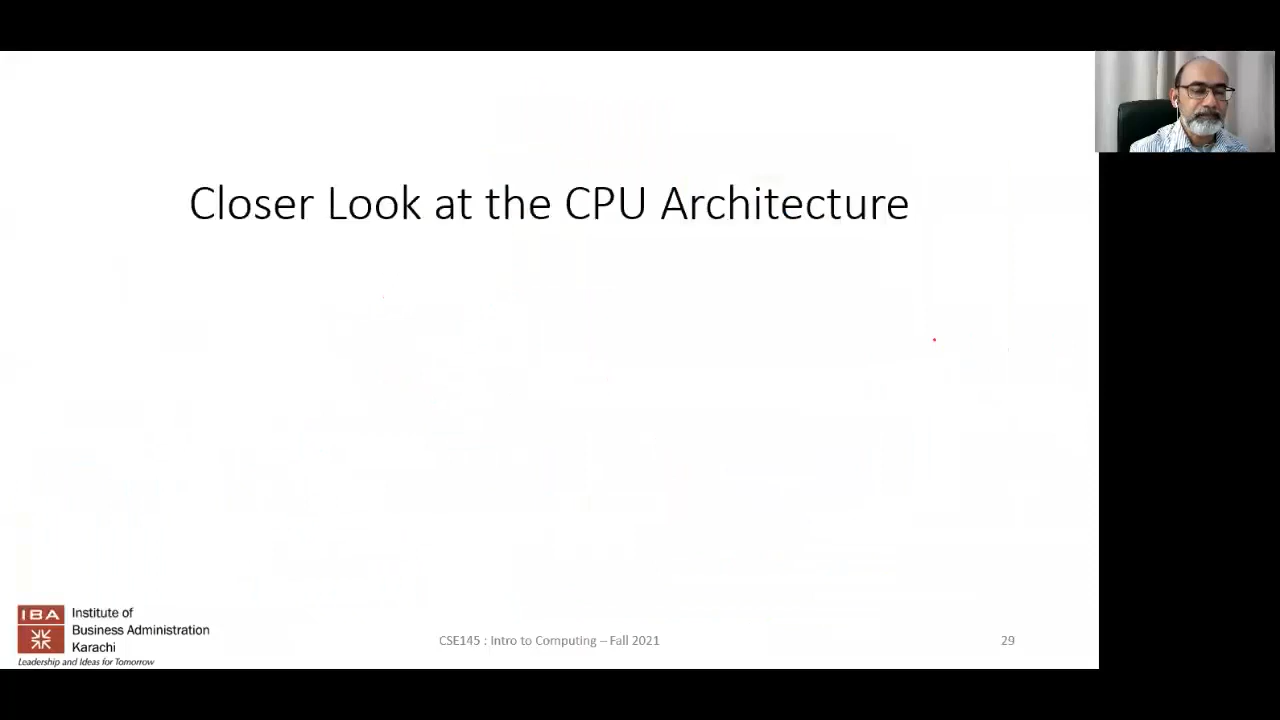 Closer Look at the CPU Architecture
IBA
Institute of
Business Administration
Karachi
Leadership and Ideas for Tomorrow
CSE145 : Intro to Computing – Fall 2021
29